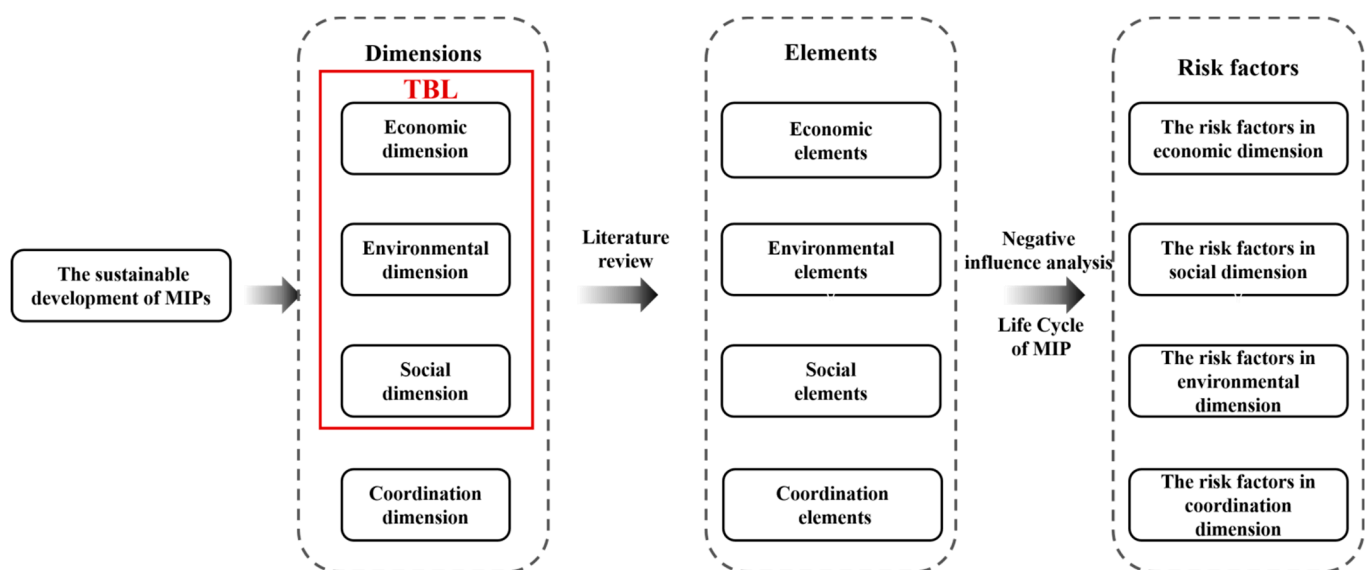 The sustainable
development of MIPs
Dimensions
TBL
Economic
dimension
Environmental
dimension
Social
dimension
Coordination
dimension
Literature
review
Elements
Economic
elements
Environmental
elements
Social
elements
Coordination
elements
Negative
influence analysis
Life Cycle
of MIP
Risk factors
The risk factors in
economic dimension
The risk factors in
social dimension
The risk factors in
environmental
dimension
The risk factors in
coordination
dimension